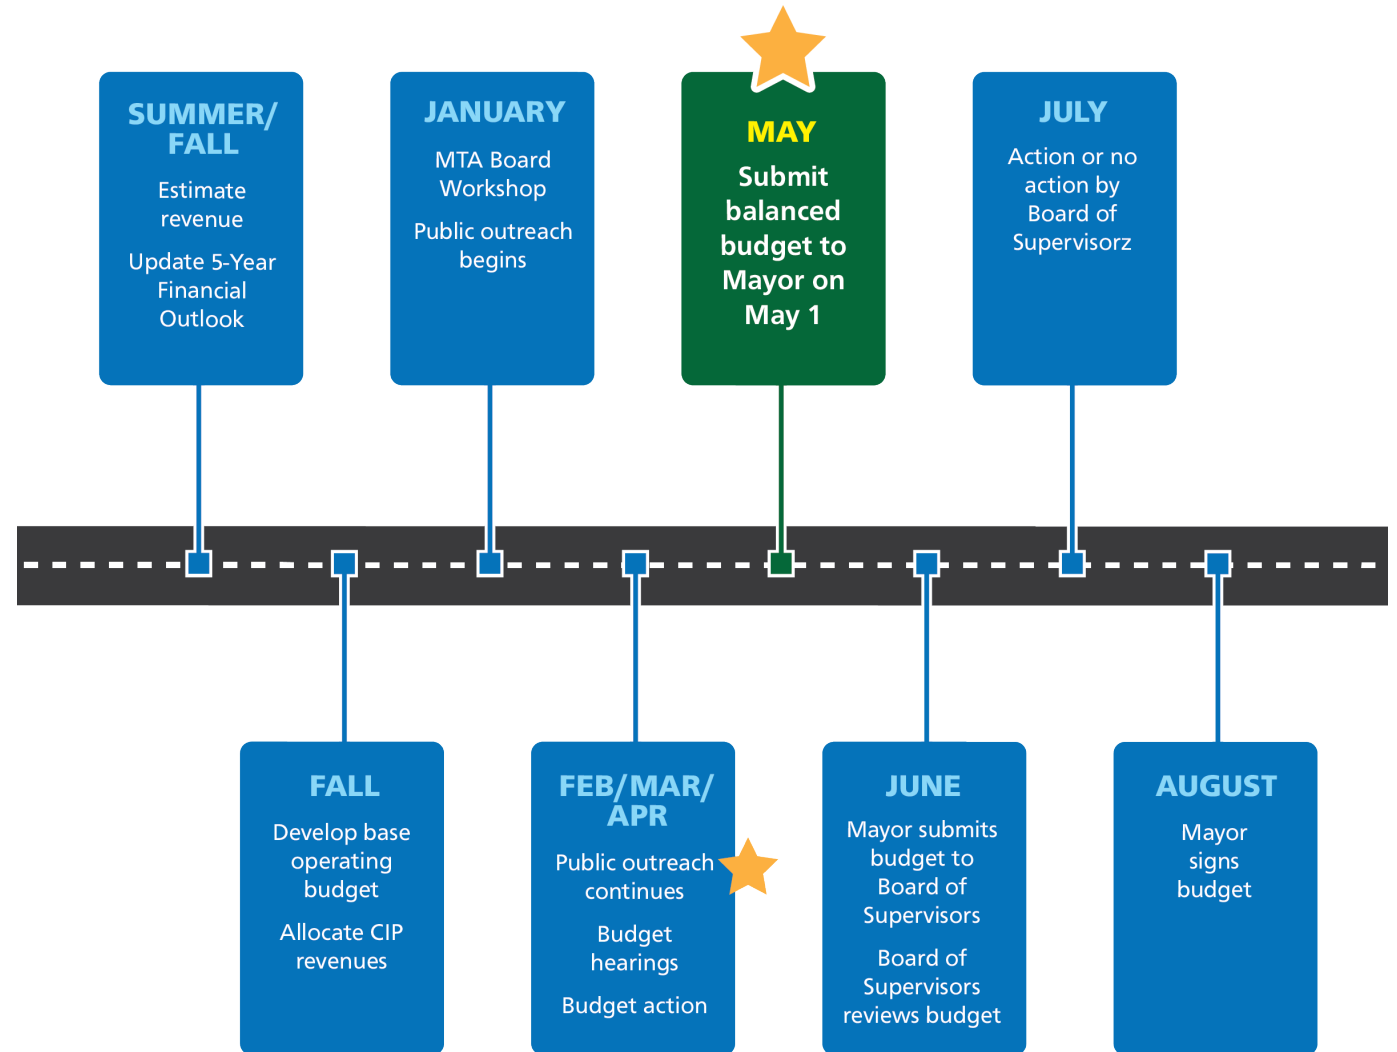 SUMMER/
FALL
Estimate
revenue
Update 5-Year
Financial
Outlook
FALL
Develop base
operating
budget
Allocate CIP
revenues
JANUARY
MTA Board
Workshop
Public outreach
begins
FEB/MAR/
APR
Public outreach
continues
Budget
hearings
Budget action
MAY
Submit
balanced
budget to
Mayor on
May 1
JUNE
Mayor submits
budget to
Board of
Supervisors
Board of
Supervisors
reviews budget
JULY
Action or no
action by
Board of
Supervisorz
AUGUST
Mayor
signs
budget